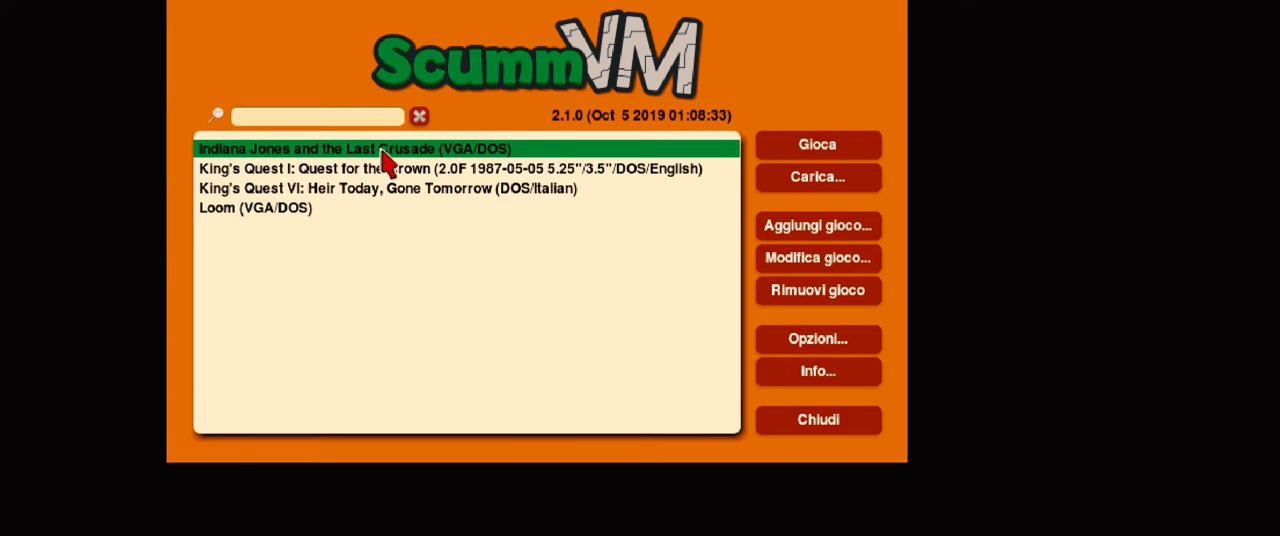 ScummVM
2.1.0 (Oct 5 2019 01:08:33)
Indiana Jones and the Last Crusade (VGA/DOS)
King's Quest I: Quest for the Crown (2.0F 1987-05-05 5.25"/3.5"/DOS/English)
King's Quest VI: Heir Today, Gone Tomorrow (DOS/Italian)
Loom (VGA/DOS)
Gioca
Carica...
Aggiungi gioco...
Modifica gioco...
Rimuovi gioco
Opzioni...
Info...
Chiudi